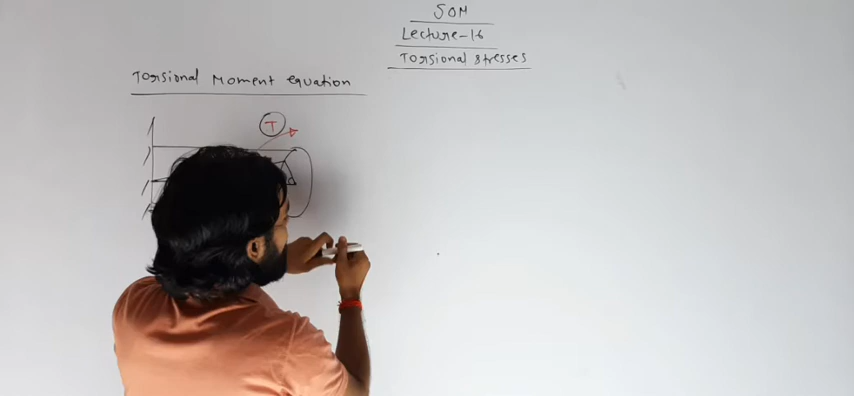 SOM
Lecture-16
Torsional stresses
Torsional Moment equation
T